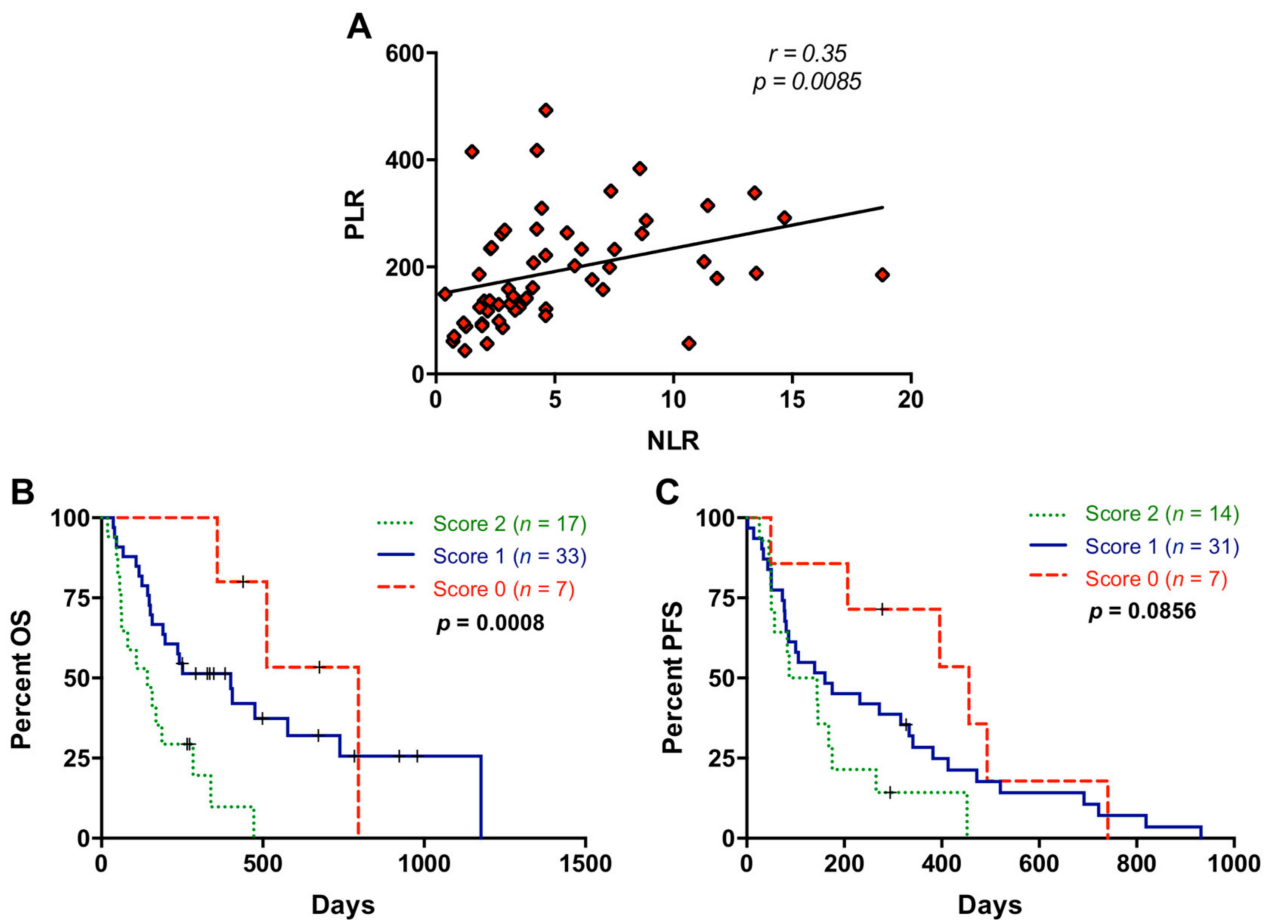 A
r = 0.35
p = 0.0085
600
400
200
0
PLR
0 5 10 15 20
NLR
B
Score 2 (n = 17)
Score 1 (n = 33)
Score 0 (n = 7)
p = 0.0008
100
75
50
25
0
Percent OS
0 500 1000 1500
Days
C
Score 2 (n = 14)
Score 1 (n = 31)
Score 0 (n = 7)
p = 0.0856
100
75
50
25
0
Percent PFS
0 200 400 600 800 1000
Days